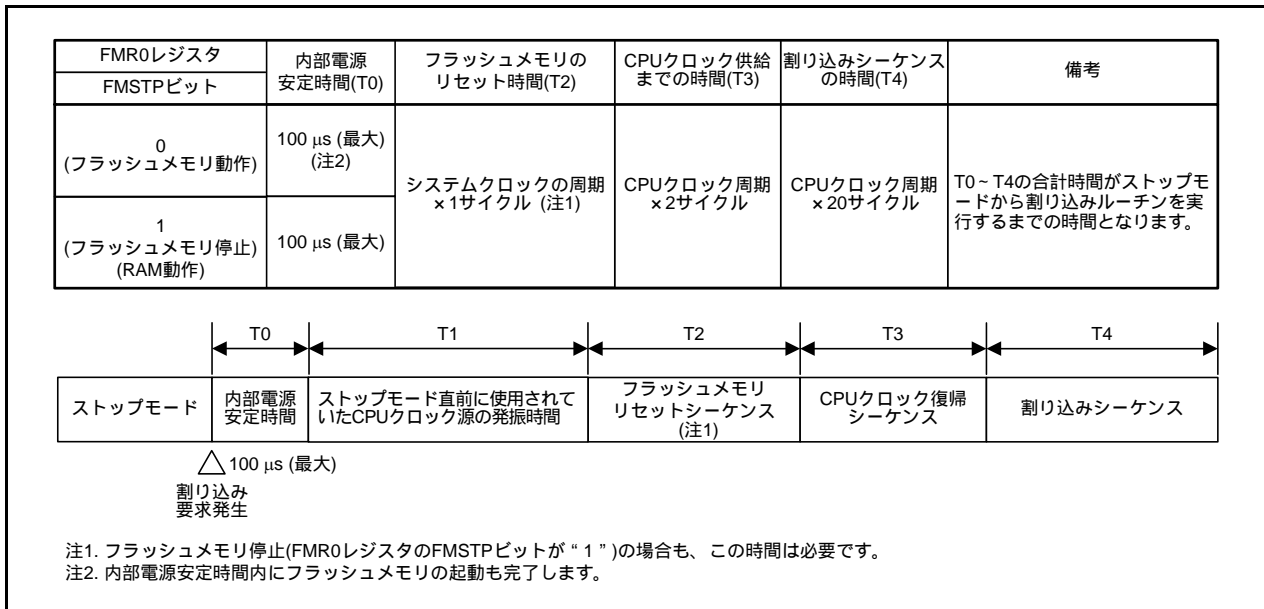 FMR0レジスタ
FMSTPビット
内部電源
安定時間(T0)
フラッシュメモリの
リセット時間(T2)
CPUクロック供給
までの時間(T3)
割り込みシーケンス
の時間(T4)
備考
0
(フラッシュメモリ動作)
100 μs (最大)
(注2)
システムクロックの周期
×1サイクル (注1)
CPUクロック周期
×2サイクル
CPUクロック周期
×20サイクル
T0~T4の合計時間がストップモ
ードから割り込みルーチンを実
行するまでの時間となります。
1
(フラッシュメモリ停止)
(RAM動作)
100 μs (最大)
T0
T1
T2
T3
T4
ストップモード
内部電源
安定時間
ストップモード直前に使用されて
いたCPUクロック源の発振時間
フラッシュメモリ
リセットシーケンス
(注1)
CPUクロック復帰
シーケンス
割り込みシーケンス
100 μs (最大)
割り込み
要求発生
注1. フラッシュメモリ停止(FMR0レジスタのFMSTPビットが“1”)の場合も、この時間は必要です。
注2. 内部電源安定時間内にフラッシュメモリの起動も完了します。